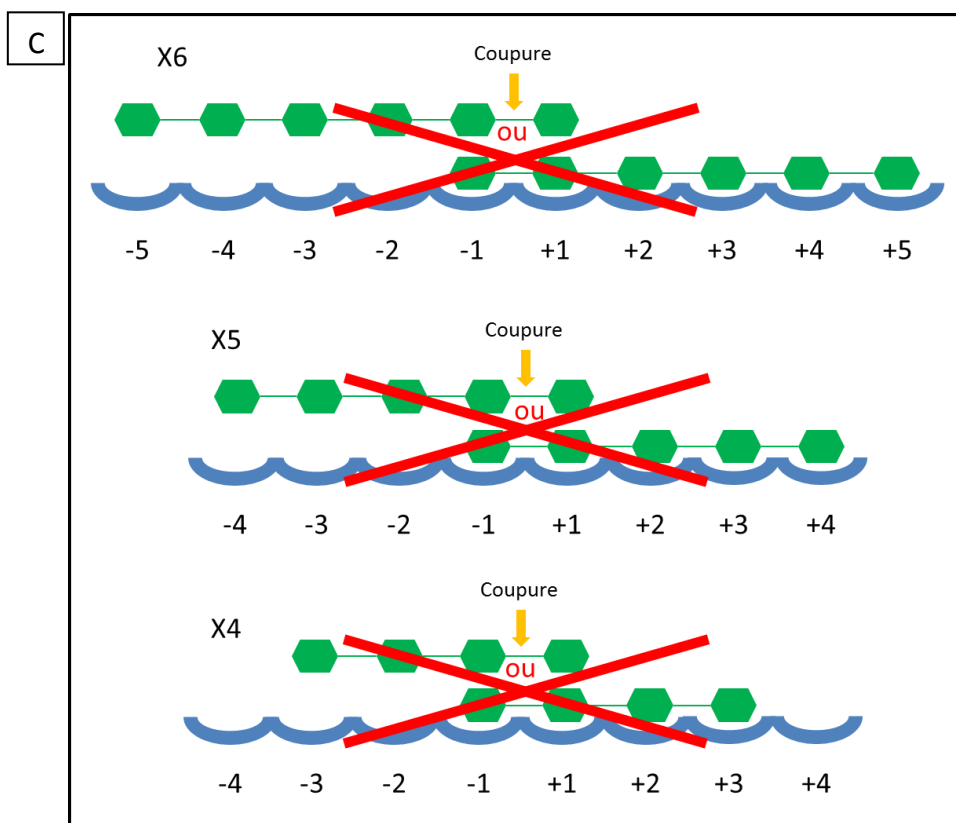 C
X6
Coupure
ou
-5 -4 -3 -2 -1 +1 +2 +3 +4 +5
X5
Coupure
ou
-4 -3 -2 -1 +1 +2 +3 +4
X4
Coupure
ou
-4 -3 -2 -1 +1 +2 +3 +4